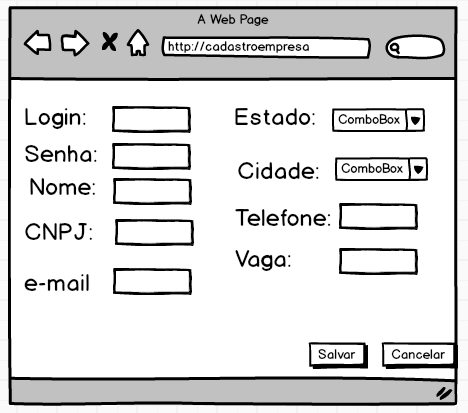 A Web Page
http://cadastroempresa
Login:
Senha:
Nome:
CNPJ:
e-mail
Estado: ComboBox
Cidade: ComboBox
Telefone:
Vaga:
Salvar Cancelar